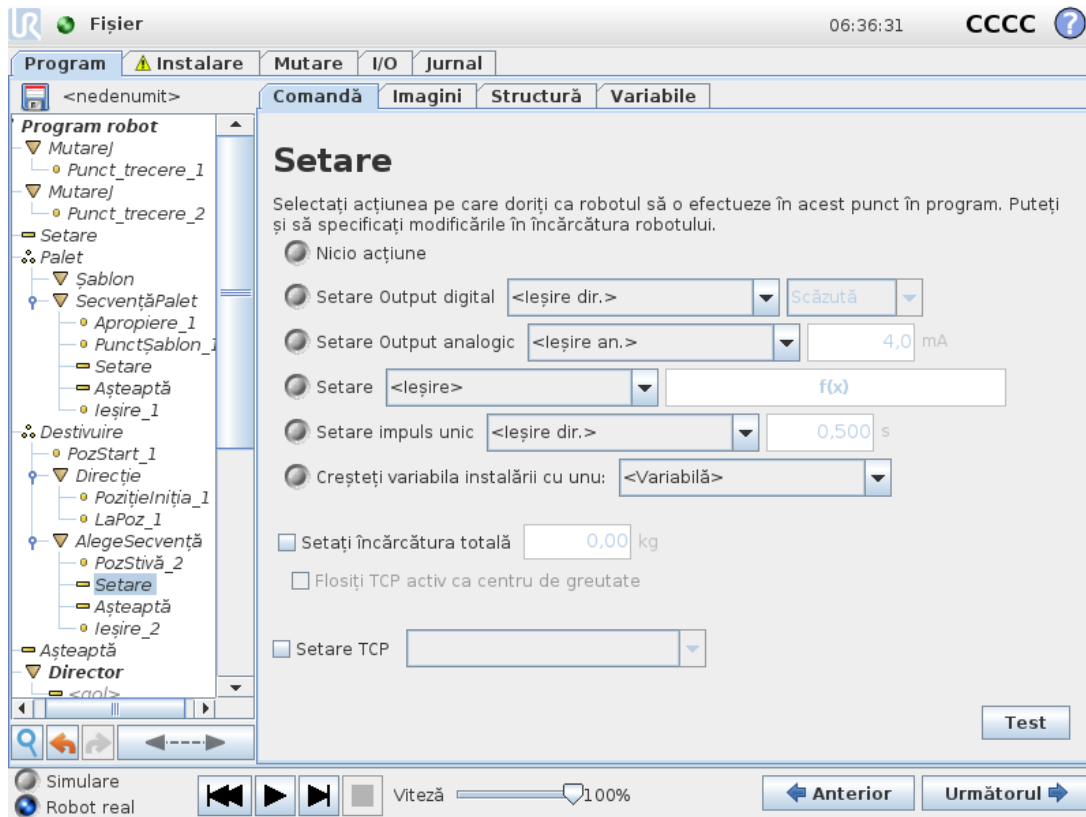 Fișier 06:36:31 CCCC ?
Program Instalare Mutare I/O Jurnal
<nedenumit>
Comandă Imagini Structură Variabile
Program robot
MutareJ
Punct_trecere_1
MutareJ
Punct_trecere_2
Setare
Palet
Șablon
SecvențăPalet
Apropiere_1
PunctȘablon_1
Setare
Așteaptă
Ieșire_1
Destivuire
PozStart_1
Direcție
PozițieIniția_1
LaPoz_1
AlegeSecvență
PozStivă_2
Setare
Așteaptă
Ieșire_2
Așteaptă
Director
<gol>
Setare
Selectați acțiunea pe care doriți ca robotul să o efectueze în acest punct în program. Puteți
și să specificați modificările în încărcătura robotului.
Nicio acțiune
Setare Output digital <Ieșire dir.> Scăzută
Setare Output analogic <Ieșire an.> 4,0 mA
Setare <Ieșire> f(x)
Setare impuls unic <Ieșire dir.> 0,500 s
Creșteți variabila instalării cu unu: <Variabilă>
Setați încărcătura totală 0,00 kg
Flosiți TCP activ ca centru de greutate
Setare TCP
Test
Simulare
Robot real
Viteză 100%
Anterior Următorul